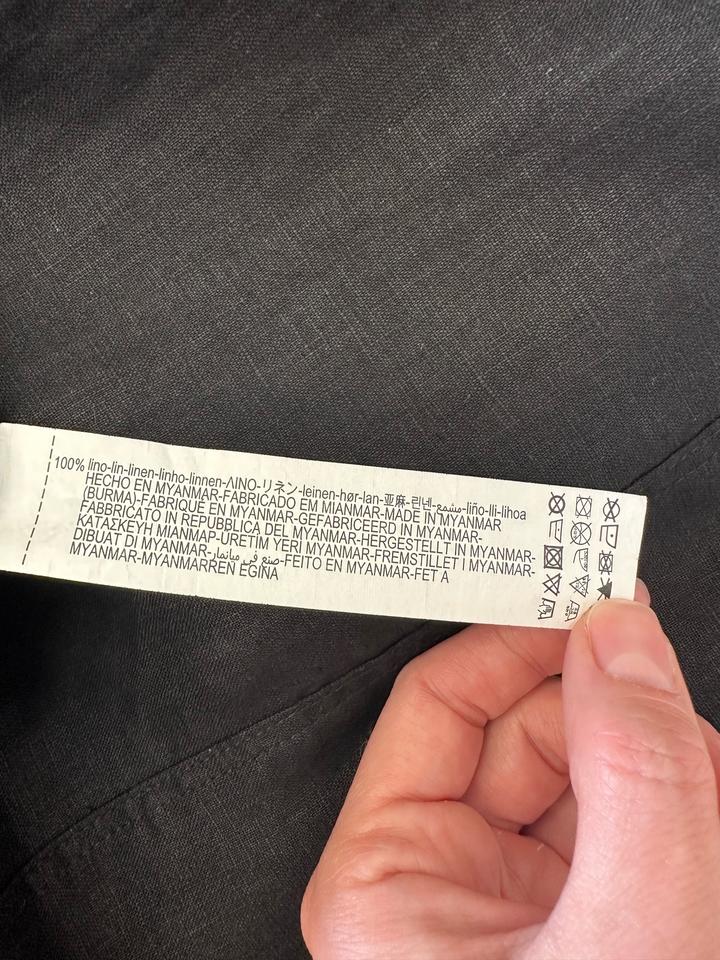 100% lino-lin-linen-linho-linnen-ΛΙΝΟ-リネン-leinen-hør-lan-亚麻-린넨-مشمع-liño-lli-lihoa
HECHO EN MYANMAR-FABRICADO EM MIANMAR-MADE IN MYANMAR
(BURMA)-FABRIQUÉ EN MYANMAR-GEFABRICEERD IN MYANMAR-
FABBRICATO IN REPUBBLICA DEL MYANMAR-HERGESTELLT IN MYANMAR-
ΚΑΤΑΣΚΕΥΗ ΜΙΑΝΜΑΡ-ÜRETİM YERİ MYANMAR-FREMSTILLET I MYANMAR-
DIBUAT DI MYANMAR-صنع في ميانمار-FEITO EN MYANMAR-FET A
MYANMAR-MYANMARREN EGINA